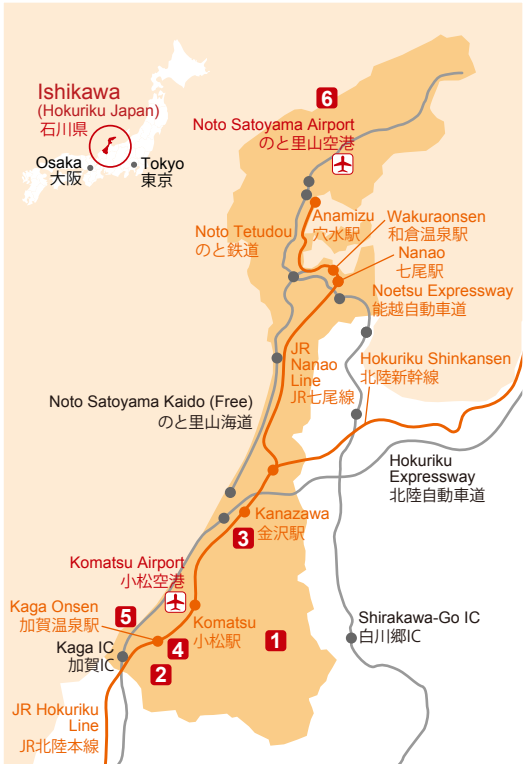 Ishikawa
(Hokuriku Japan)
石川県
Osaka
大阪
Tokyo
東京
6
Noto Satoyama Airport
のと里山空港
Noto Tetudou
のと鉄道
Anamizu
穴水駅
Wakuraonsen
和倉温泉駅
Nanao
七尾駅
Noetsu Expressway
能越自動車道
JR
Nanao
Line
JR七尾線
Hokuriku Shinkansen
北陸新幹線
Noto Satoyama Kaido (Free)
のと里山海道
Hokuriku
Expressway
北陸自動車道
Kanazawa
金沢駅
3
Komatsu Airport
小松空港
Kaga Onsen
加賀温泉駅
5
Komatsu
小松駅
1
Shirakawa-Go IC
白川郷IC
Kaga IC
加賀IC
4
2
JR Hokuriku
Line
JR北陸本線